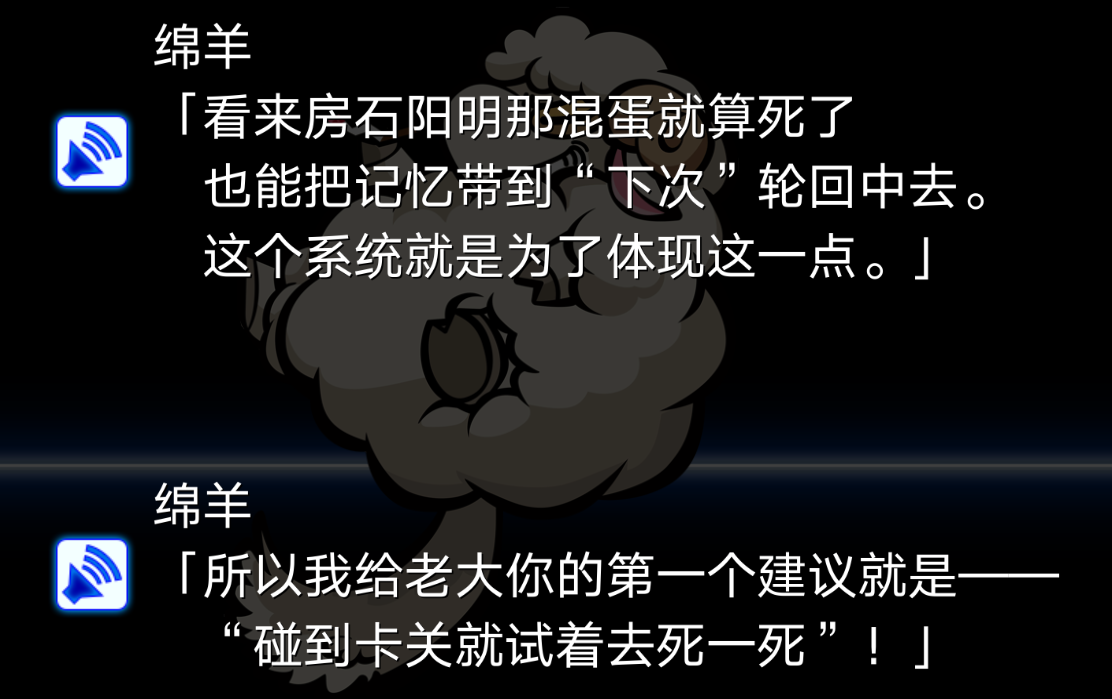 绵羊
「看来房石阳明那混蛋就算死了
也能把记忆带到“下次”轮回中去。
这个系统就是为了体现这一点。」
绵羊
「所以我给老大你的第一个建议就是——
“碰到卡关就试着去死一死”！」